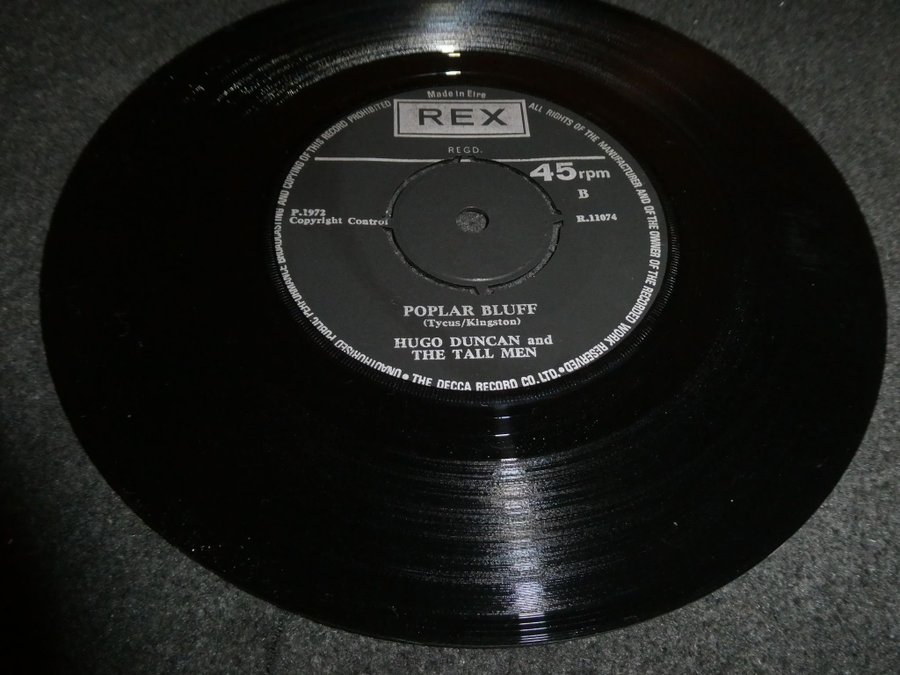 Made in Eire
REX
REGD.
45 rpm
B
P.1972
Copyright Control
R.11074
POPLAR BLUFF
(Tycus/Kingston)
HUGO DUNCAN and
THE TALL MEN
ALL RIGHTS OF THE MANUFACTURER AND OF THE OWNER OF THE RECORDED WORK RESERVED • THE DECCA RECORD CO. LTD. • UNAUTHORISED PUBLIC PERFORMANCE BROADCASTING AND COPYING OF THIS RECORD PROHIBITED